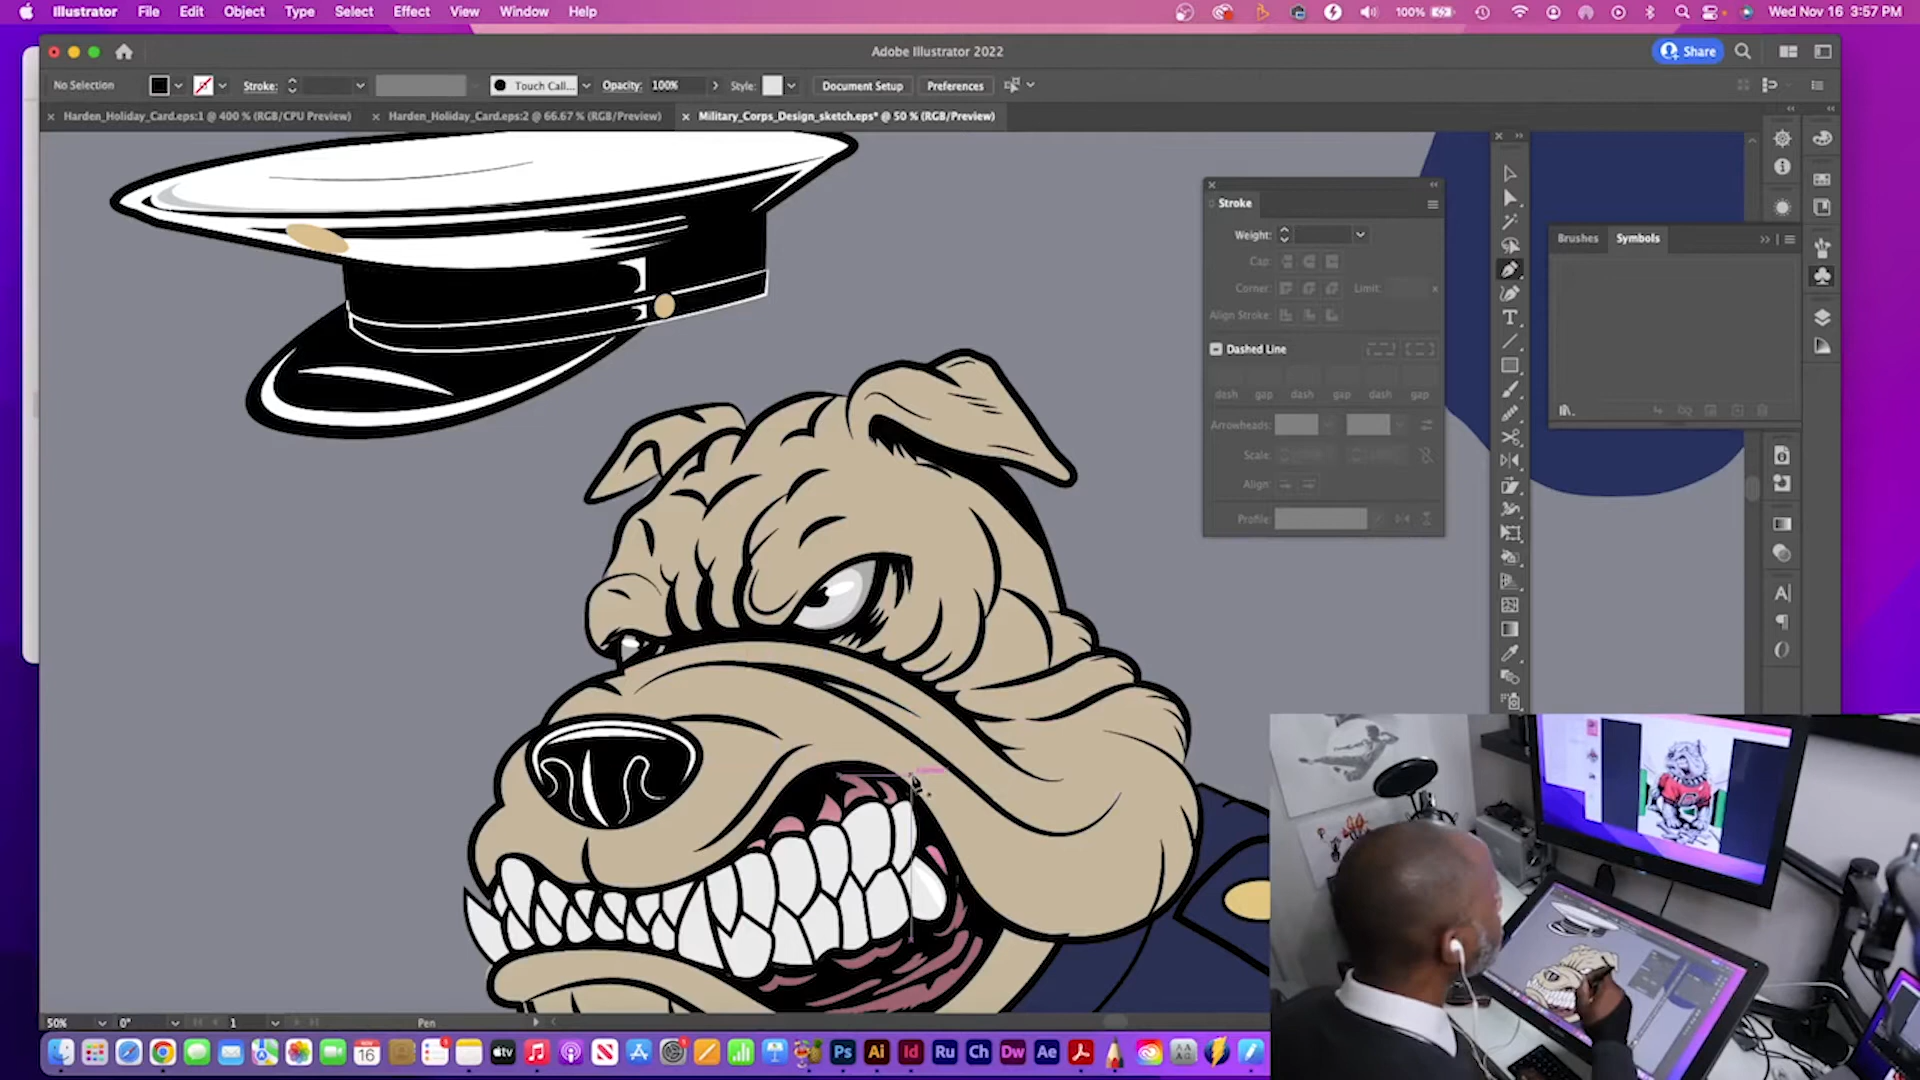 Illustrator File Edit Object Type Select Effect View Window Help
100%
Wed Nov 16 3:57 PM
Adobe Illustrator 2022
Share
No Selection
Stroke:
Touch Call...
Opacity: 100%
Style:
Document Setup
Preferences
Harden_Holiday_Card.eps:1 @ 400 % (RGB/CPU Preview)
Harden_Holiday_Card.eps:2 @ 66.67 % (RGB/Preview)
Military_Corps_Design_sketch.eps* @ 50 % (RGB/Preview)
Stroke
Weight:
Cap:
Corner:
Limit:
Align Stroke:
Dashed Line
dash gap dash gap dash gap
Arrowheads:
Scale:
Align:
Profile:
Brushes
Symbols
50%
0°
1
Pen
NOV
16
tv
Ps
Ai
Id
Ru
Ch
Dw
Ae